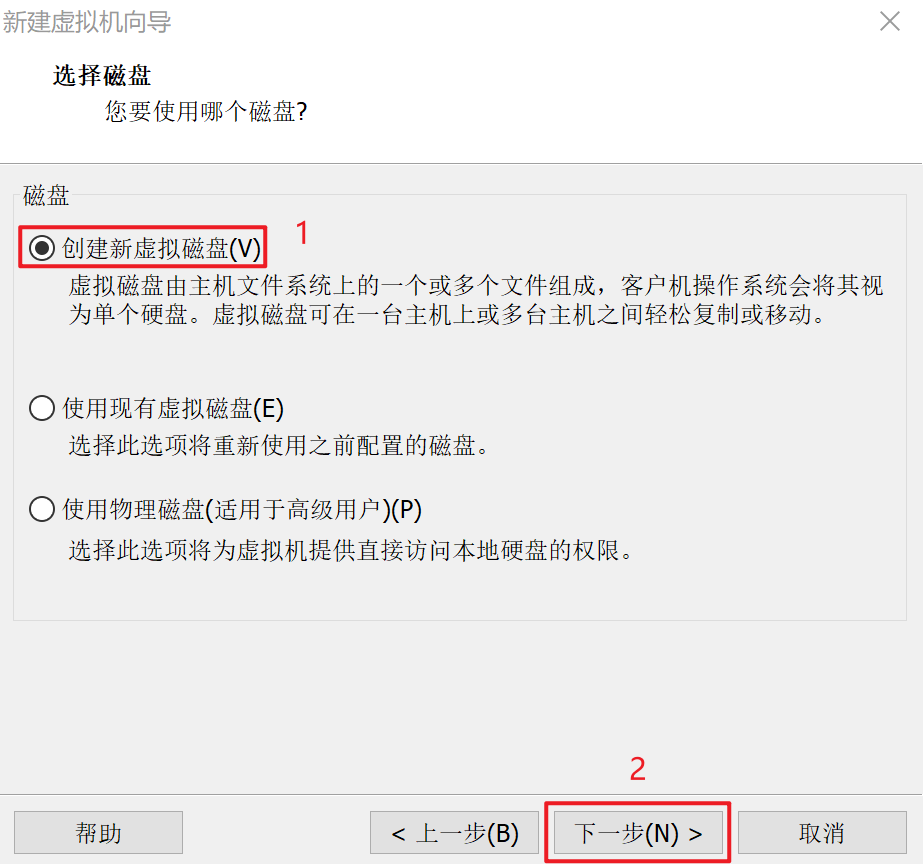 新建虚拟机向导
选择磁盘
您要使用哪个磁盘?
磁盘
创建新虚拟磁盘(V)
1
虚拟磁盘由主机文件系统上的一个或多个文件组成，客户机操作系统会将其视
为单个硬盘。虚拟磁盘可在一台主机上或多台主机之间轻松复制或移动。
使用现有虚拟磁盘(E)
选择此选项将重新使用之前配置的磁盘。
使用物理磁盘(适用于高级用户)(P)
选择此选项将为虚拟机提供直接访问本地硬盘的权限。
2
帮助
< 上一步(B)
下一步(N) >
取消